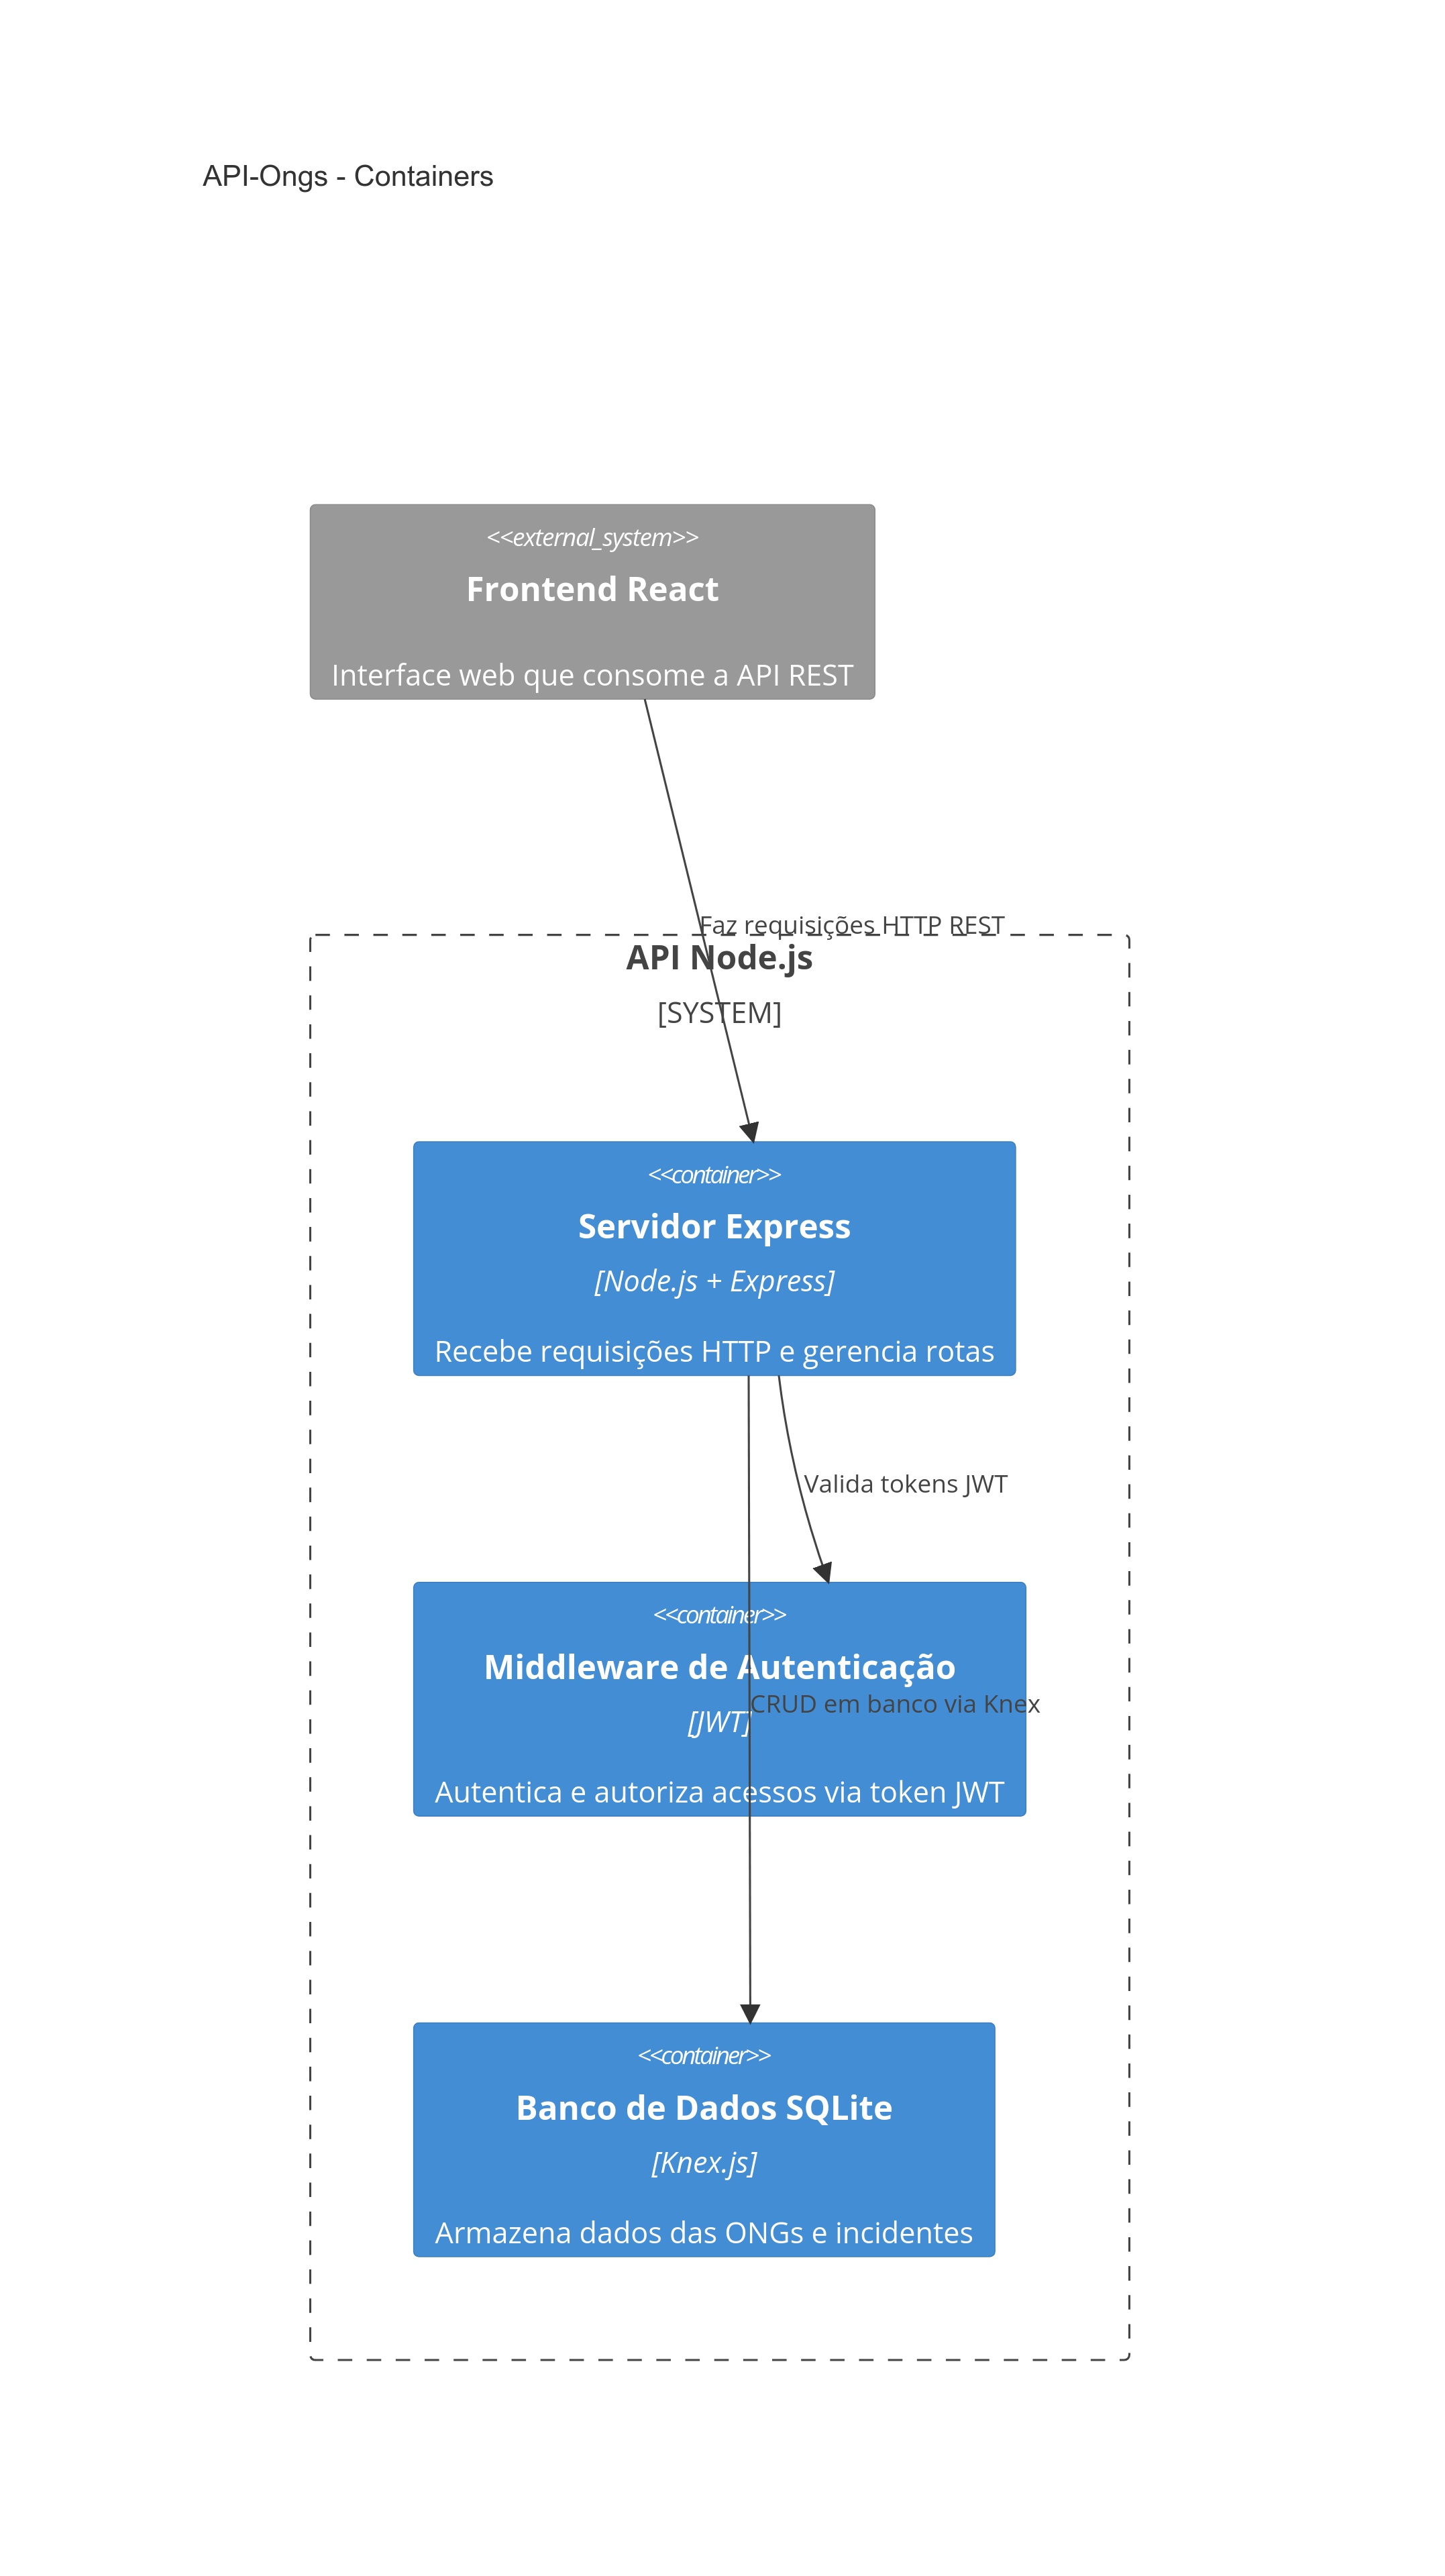 API-Ongs - Containers
<<external_system>>
Frontend React
Interface web que consome a API REST
Faz requisições HTTP REST
API Node.js
[SYSTEM]
<<container>>
Servidor Express
[Node.js + Express]
Recebe requisições HTTP e gerencia rotas
Valida tokens JWT
<<container>>
Middleware de Autenticação
CRUD em banco via Knex
[JWT]
Autentica e autoriza acessos via token JWT
<<container>>
Banco de Dados SQLite
[Knex.js]
Armazena dados das ONGs e incidentes